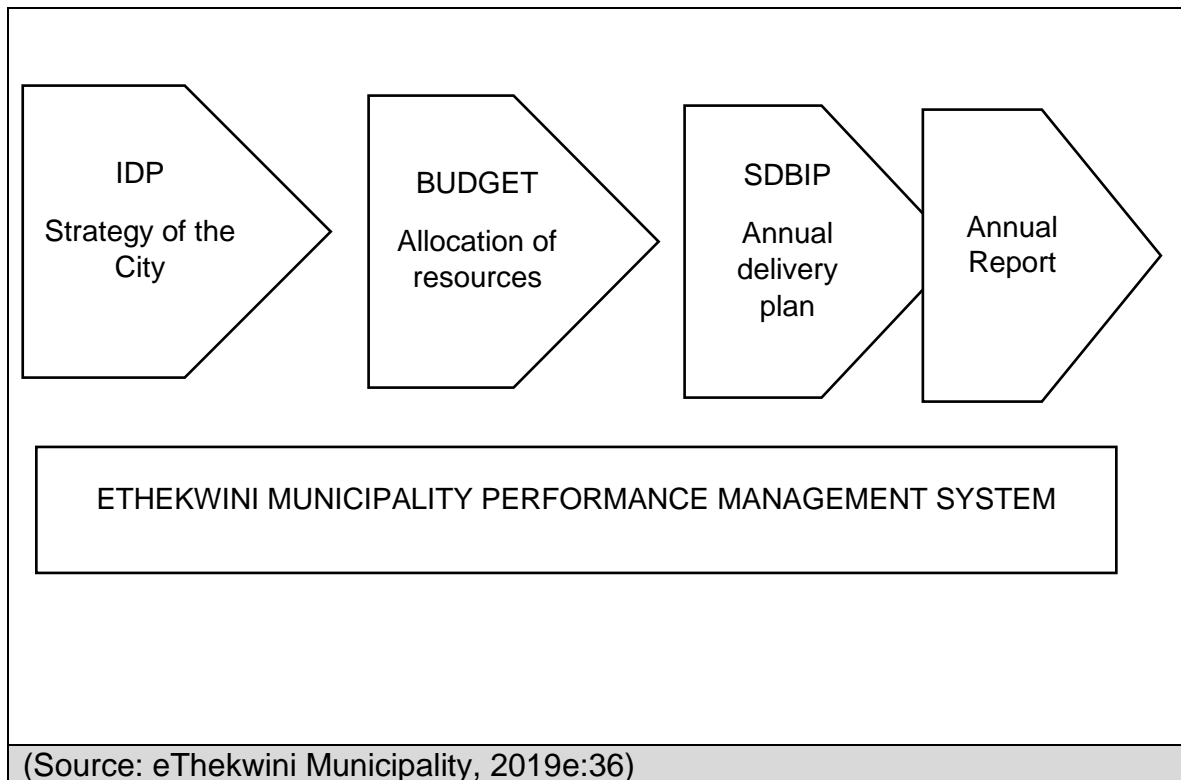 IDP
Strategy of the
City
BUDGET
Allocation of
resources
SDBIP
Annual
delivery
plan
Annual
Report
ETHEKWINI MUNICIPALITY PERFORMANCE MANAGEMENT SYSTEM
(Source: eThekwini Municipality, 2019e:36)